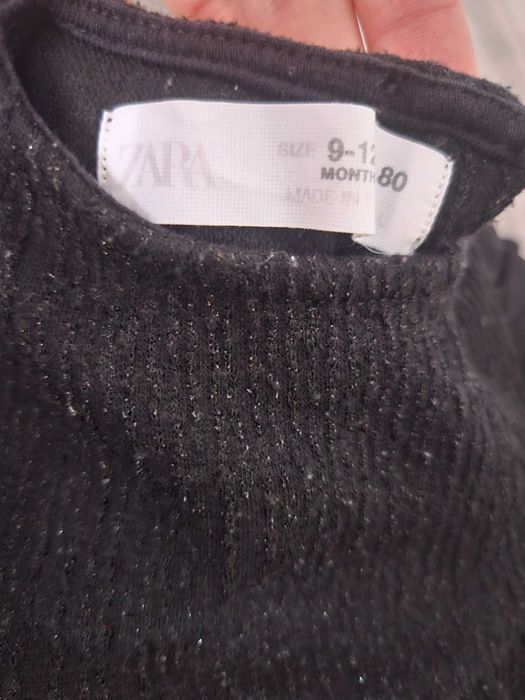 ZARA
SIZE 9-12
MONTH 80
MADE IN